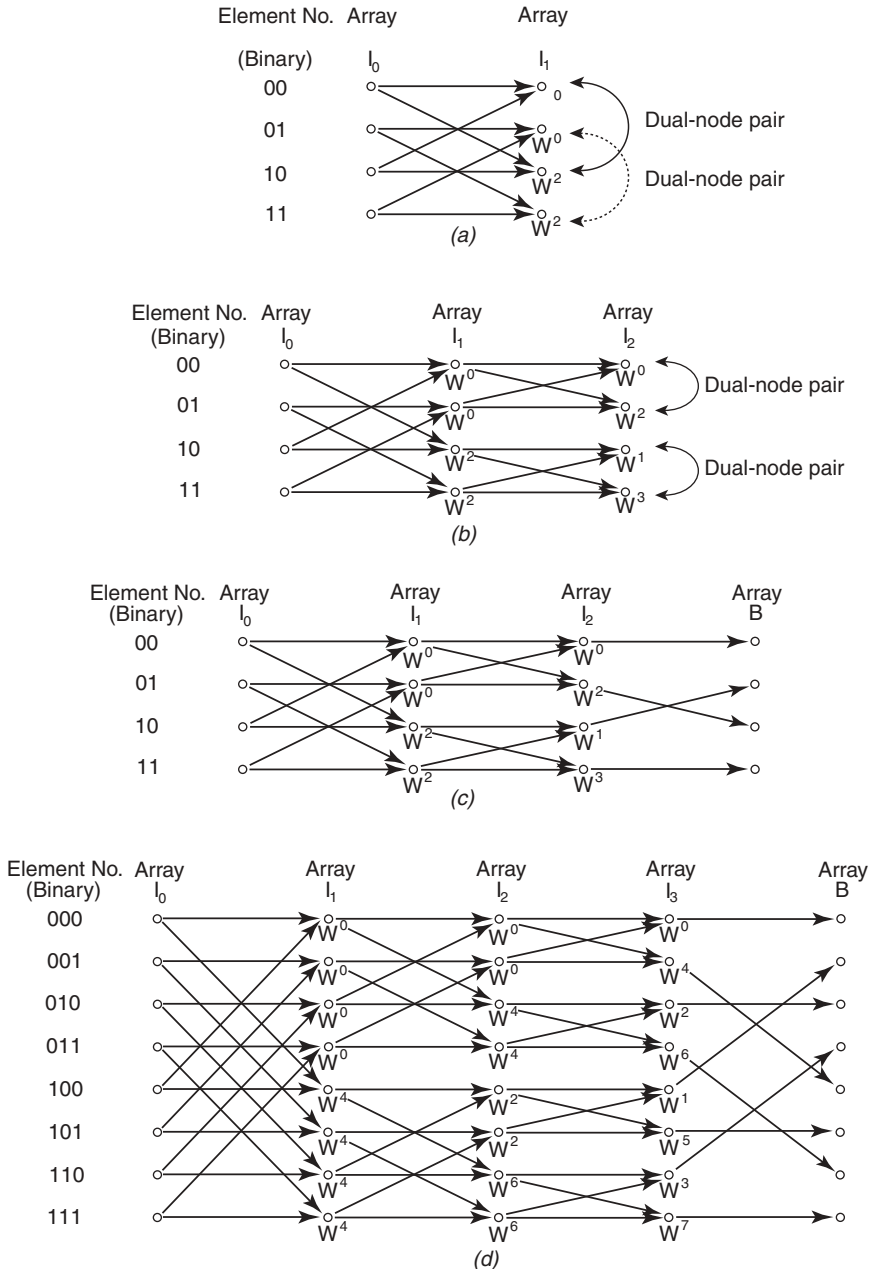 Element No. Array Array
(Binary) I0 I1
00 0
01 W0 Dual-node pair
10 W2 Dual-node pair
11 W2
(a)
Element No. Array Array Array
(Binary) I0 I1 I2
00 W0 W0
01 W0 W2 Dual-node pair
10 W2 W1
11 W2 W3 Dual-node pair
(b)
Element No. Array Array Array Array
(Binary) I0 I1 I2 B
00 W0 W0
01 W0 W2
10 W2 W1
11 W2 W3
(c)
Element No. Array Array Array Array Array
(Binary) I0 I1 I2 I3 B
000 W0 W0 W0
001 W0 W0 W4
010 W0 W4 W2
011 W0 W4 W6
100 W4 W2 W1
101 W4 W2 W5
110 W4 W6 W3
111 W4 W6 W7
(d)